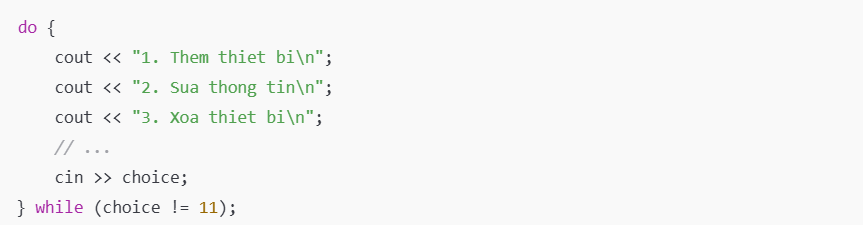 do {
    cout << "1. Them thiet bi\n";
    cout << "2. Sua thong tin\n";
    cout << "3. Xoa thiet bi\n";
    // ...
    cin >> choice;
} while (choice != 11);